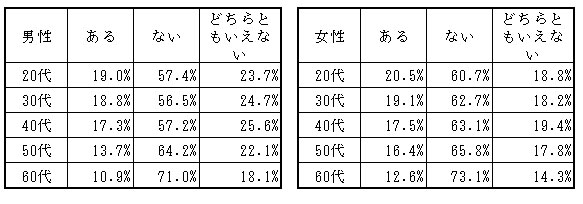 男性 ある ない どちらともいえない
20代 19.0% 57.4% 23.7%
30代 18.8% 56.5% 24.7%
40代 17.3% 57.2% 25.6%
50代 13.7% 64.2% 22.1%
60代 10.9% 71.0% 18.1%
女性 ある ない どちらともいえない
20代 20.5% 60.7% 18.8%
30代 19.1% 62.7% 18.2%
40代 17.5% 63.1% 19.4%
50代 16.4% 65.8% 17.8%
60代 12.6% 73.1% 14.3%